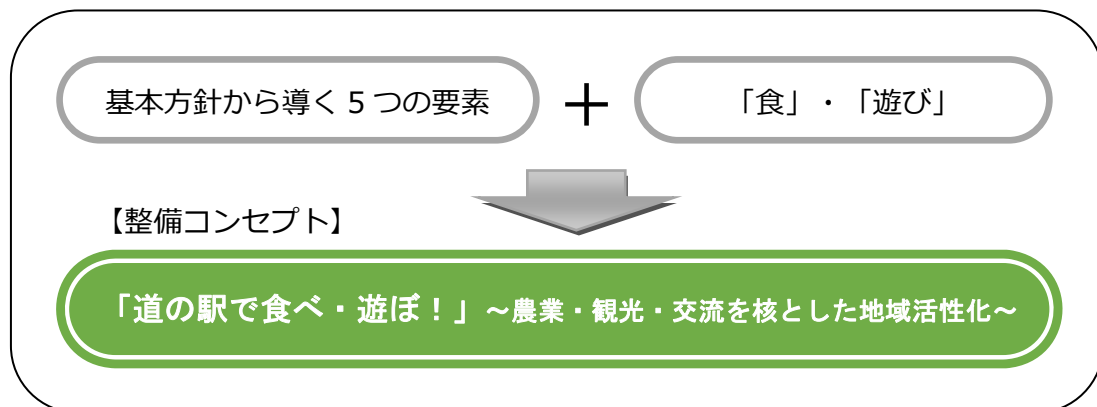 基本方針から導く５つの要素
＋
「食」・「遊び」
【整備コンセプト】
「道の駅で食べ・遊ぼ！」～農業・観光・交流を核とした地域活性化～